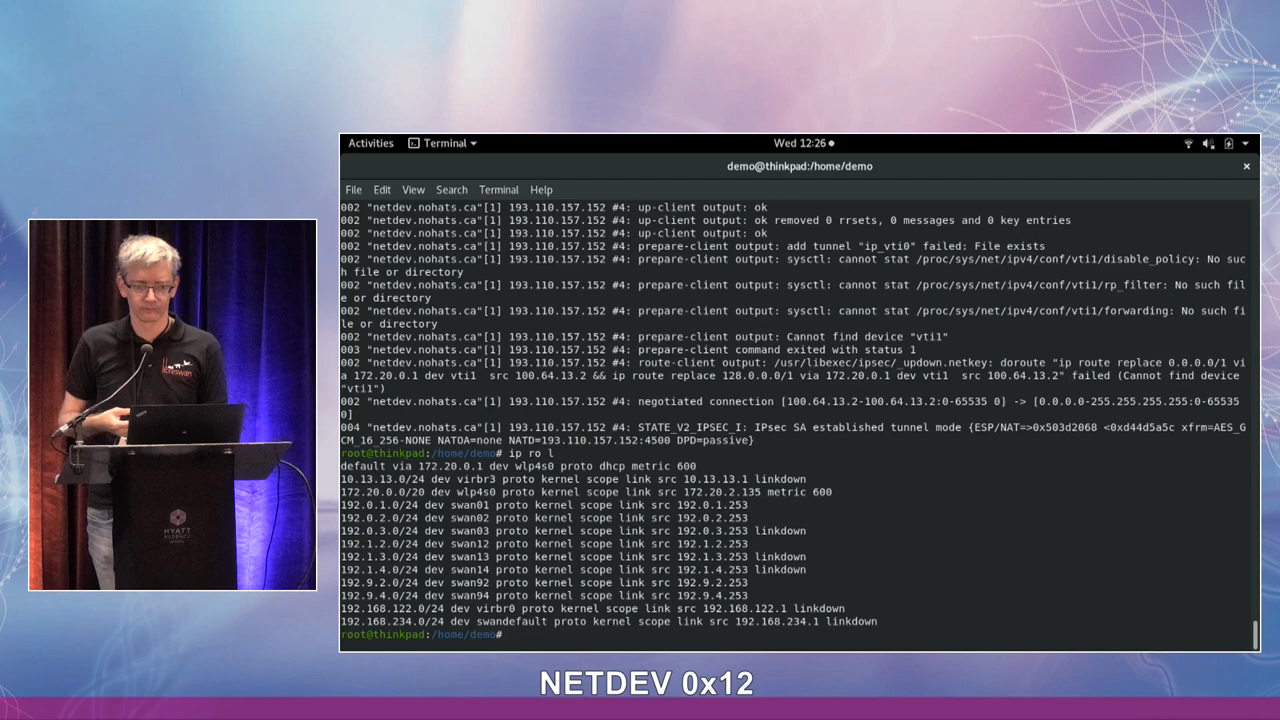 Activities Terminal Wed 12:26
demo@thinkpad:/home/demo ×
File Edit View Search Terminal Help
002 "netdev.nohats.ca"[1] 193.110.157.152 #4: up-client output: ok
002 "netdev.nohats.ca"[1] 193.110.157.152 #4: up-client output: ok removed 0 rrsets, 0 messages and 0 key entries
002 "netdev.nohats.ca"[1] 193.110.157.152 #4: up-client output: ok
002 "netdev.nohats.ca"[1] 193.110.157.152 #4: prepare-client output: add tunnel "ip_vti0" failed: File exists
002 "netdev.nohats.ca"[1] 193.110.157.152 #4: prepare-client output: sysctl: cannot stat /proc/sys/net/ipv4/conf/vti1/disable_policy: No suc
h file or directory
002 "netdev.nohats.ca"[1] 193.110.157.152 #4: prepare-client output: sysctl: cannot stat /proc/sys/net/ipv4/conf/vti1/rp_filter: No such fil
e or directory
002 "netdev.nohats.ca"[1] 193.110.157.152 #4: prepare-client output: sysctl: cannot stat /proc/sys/net/ipv4/conf/vti1/forwarding: No such fi
le or directory
002 "netdev.nohats.ca"[1] 193.110.157.152 #4: prepare-client output: Cannot find device "vti1"
003 "netdev.nohats.ca"[1] 193.110.157.152 #4: prepare-client command exited with status 1
002 "netdev.nohats.ca"[1] 193.110.157.152 #4: route-client output: /usr/libexec/ipsec/_updown.netkey: doroute "ip route replace 0.0.0.0/1 vi
a 172.20.0.1 dev vti1  src 100.64.13.2 && ip route replace 128.0.0.0/1 via 172.20.0.1 dev vti1  src 100.64.13.2" failed (Cannot find device
"vti1")
002 "netdev.nohats.ca"[1] 193.110.157.152 #4: negotiated connection [100.64.13.2-100.64.13.2:0-65535 0] -> [0.0.0.0-255.255.255.255:0-65535
0]
004 "netdev.nohats.ca"[1] 193.110.157.152 #4: STATE_V2_IPSEC_I: IPsec SA established tunnel mode {ESP/NAT=>0x503d2068 <0xd44d5a5c xfrm=AES_G
CM_16_256-NONE NATOA=none NATD=193.110.157.152:4500 DPD=passive}
root@thinkpad:/home/demo# ip ro l
default via 172.20.0.1 dev wlp4s0 proto dhcp metric 600
10.13.13.0/24 dev virbr3 proto kernel scope link src 10.13.13.1 linkdown
172.20.0.0/20 dev wlp4s0 proto kernel scope link src 172.20.2.135 metric 600
192.0.1.0/24 dev swan01 proto kernel scope link src 192.0.1.253
192.0.2.0/24 dev swan02 proto kernel scope link src 192.0.2.253
192.0.3.0/24 dev swan03 proto kernel scope link src 192.0.3.253 linkdown
192.1.2.0/24 dev swan12 proto kernel scope link src 192.1.2.253
192.1.3.0/24 dev swan13 proto kernel scope link src 192.1.3.253 linkdown
192.1.4.0/24 dev swan14 proto kernel scope link src 192.1.4.253 linkdown
192.9.2.0/24 dev swan92 proto kernel scope link src 192.9.2.253
192.9.4.0/24 dev swan94 proto kernel scope link src 192.9.4.253
192.168.122.0/24 dev virbr0 proto kernel scope link src 192.168.122.1 linkdown
192.168.234.0/24 dev swandefault proto kernel scope link src 192.168.234.1 linkdown
root@thinkpad:/home/demo#
libreswan
HYATT
REGENCY
NETDEV 0x12